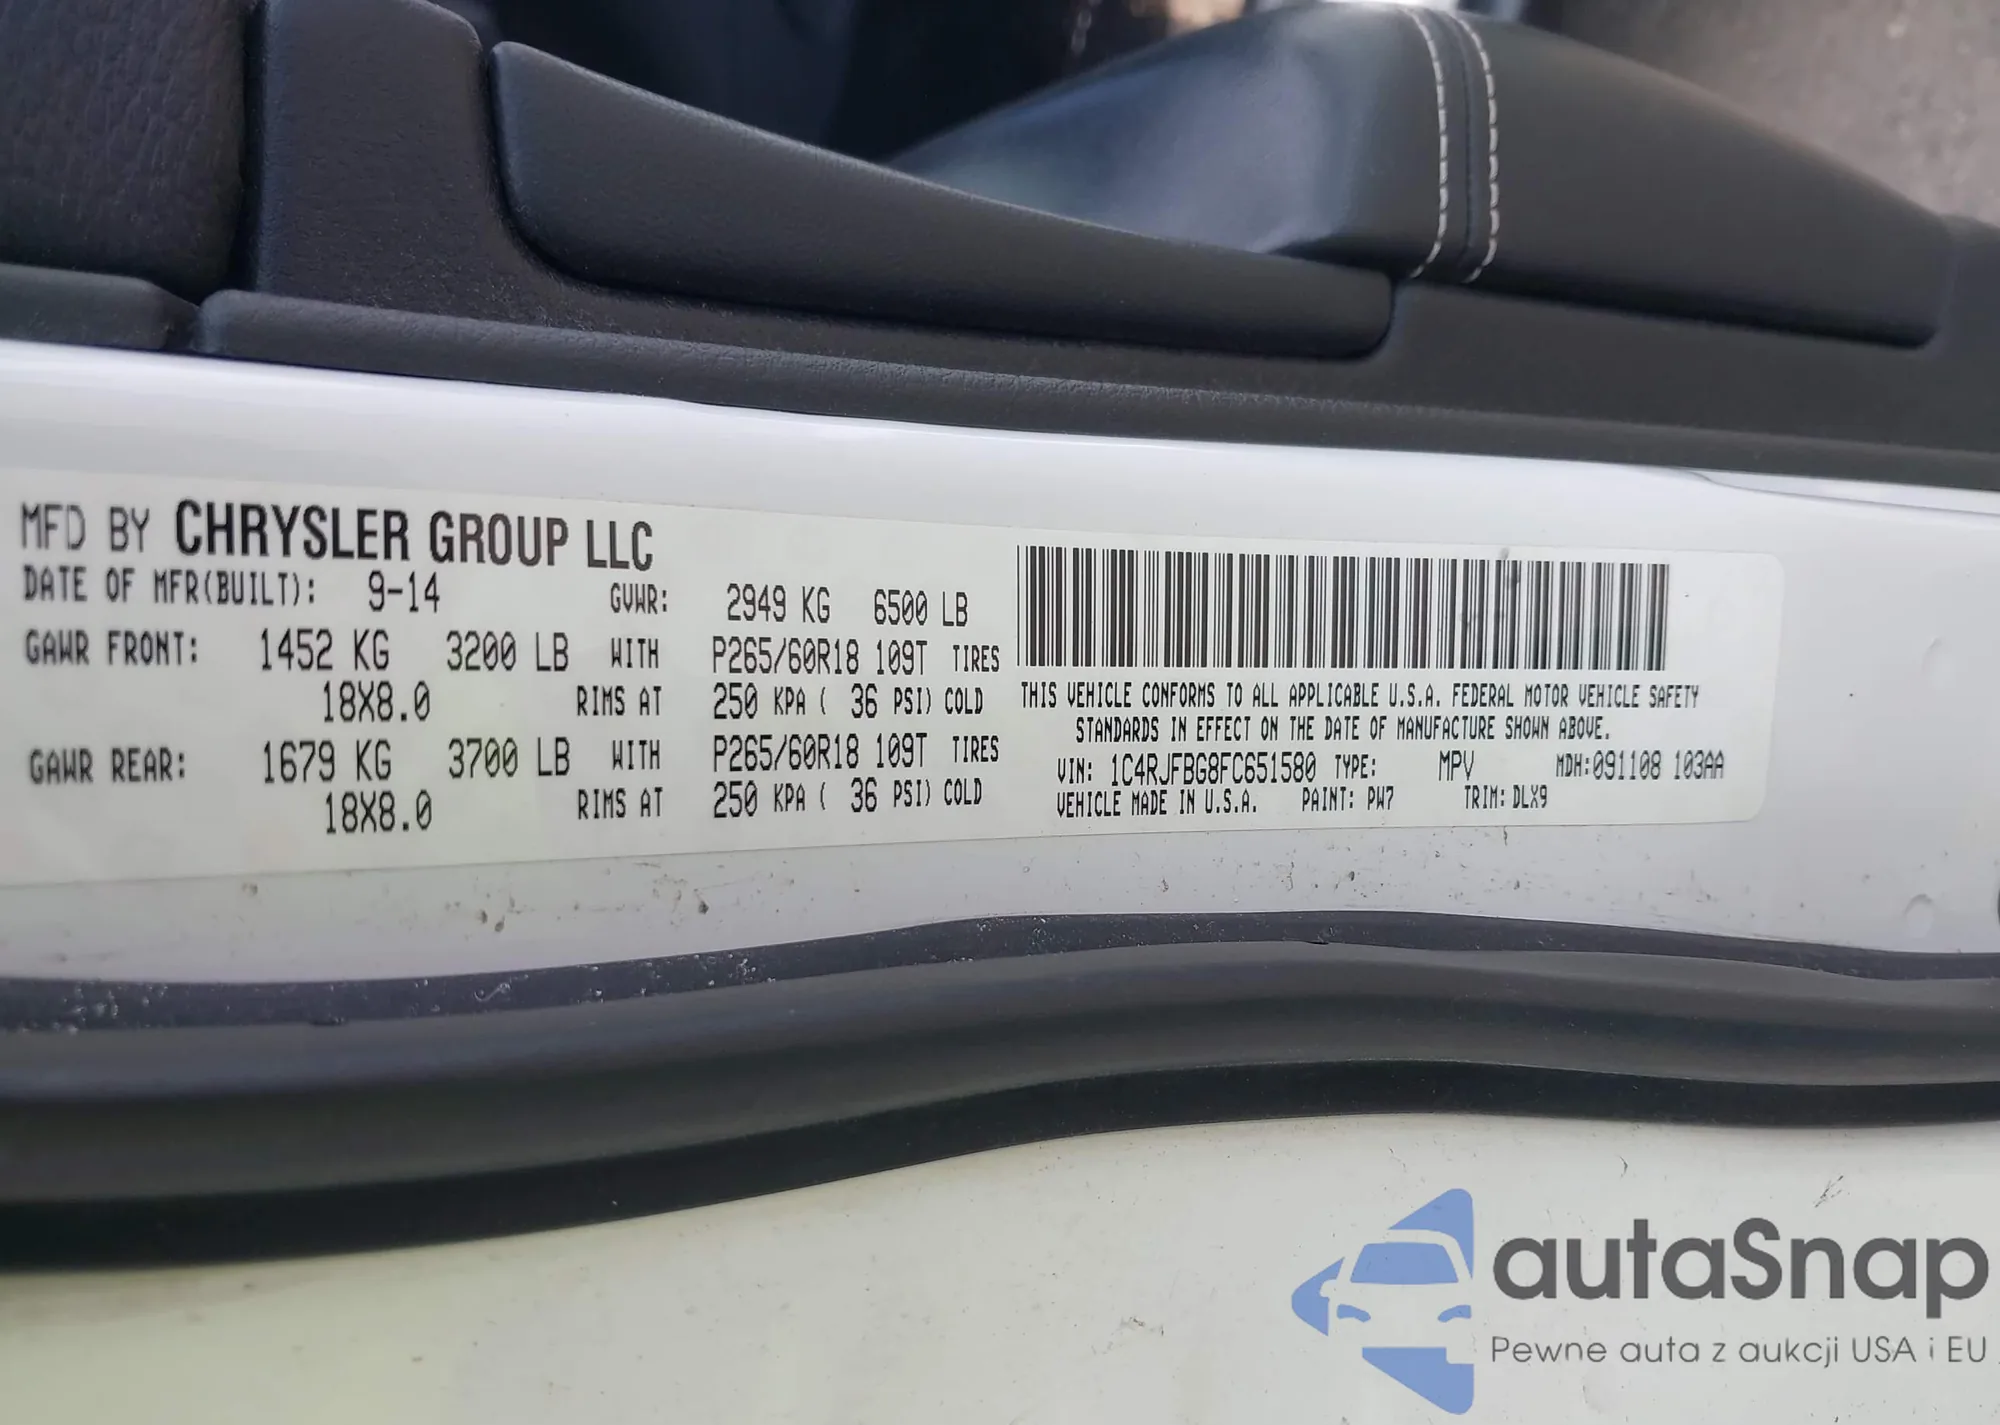 MFD BY CHRYSLER GROUP LLC
DATE OF MFR(BUILT): 9-14 GVWR: 2949 KG 6500 LB
GAWR FRONT: 1452 KG 3200 LB WITH P265/60R18 109T TIRES
18X8.0 RIMS AT 250 KPA ( 36 PSI) COLD
GAWR REAR: 1679 KG 3700 LB WITH P265/60R18 109T TIRES
18X8.0 RIMS AT 250 KPA ( 36 PSI) COLD
THIS VEHICLE CONFORMS TO ALL APPLICABLE U.S.A. FEDERAL MOTOR VEHICLE SAFETY
STANDARDS IN EFFECT ON THE DATE OF MANUFACTURE SHOWN ABOVE.
VIN: 1C4RJFBG8FC651580 TYPE: MPV MDH:091108 103AA
VEHICLE MADE IN U.S.A. PAINT: PW7 TRIM: DLX9
autaSnap
Pewne auta z aukcji USA i EU